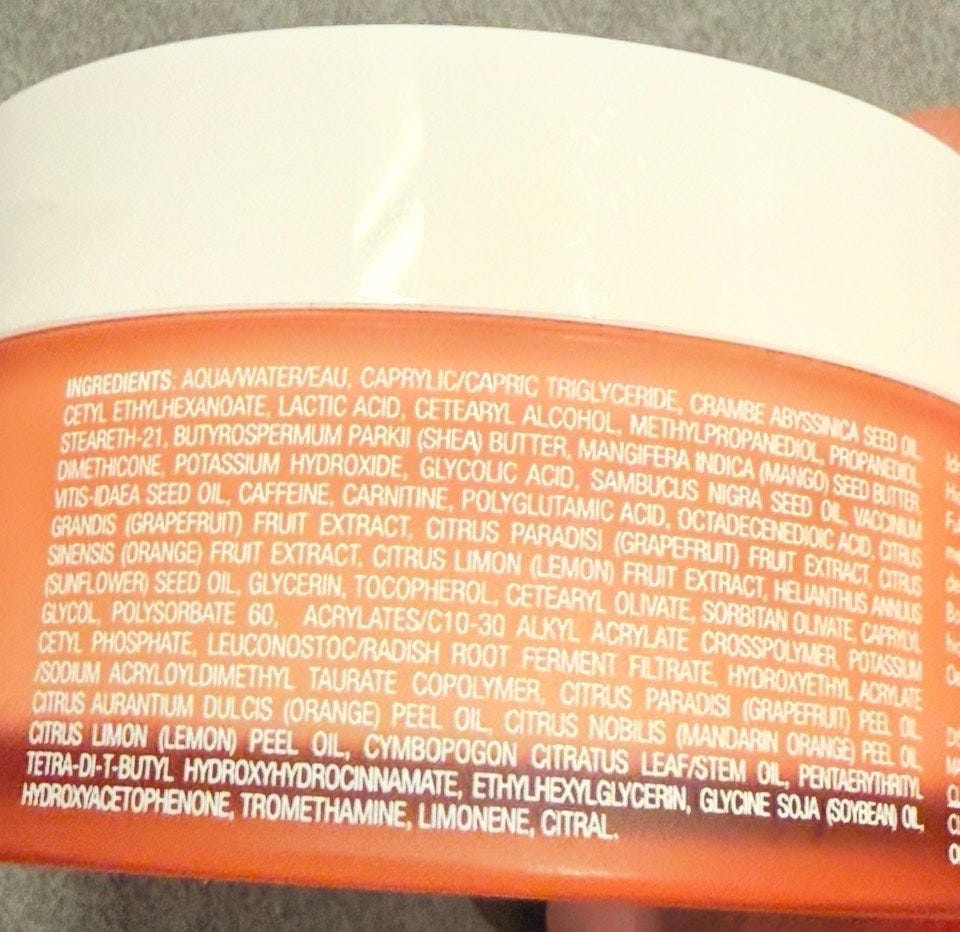 INGREDIENTS: AQUA/WATER/EAU, CAPRYLIC/CAPRIC TRIGLYCERIDE, CRAMBE ABYSSINICA SEED OIL,
CETYL ETHYLHEXANOATE, LACTIC ACID, CETEARYL ALCOHOL, METHYLPROPANEDIOL, PROPANEDIOL,
STEARETH-21, BUTYROSPERMUM PARKII (SHEA) BUTTER, MANGIFERA INDICA (MANGO) SEED BUTTER,
DIMETHICONE, POTASSIUM HYDROXIDE, GLYCOLIC ACID, SAMBUCUS NIGRA SEED OIL, VACCINIUM
VITIS-IDAEA SEED OIL, CAFFEINE, CARNITINE, POLYGLUTAMIC ACID, OCTADECENEDIOIC ACID, CITRUS
GRANDIS (GRAPEFRUIT) FRUIT EXTRACT, CITRUS PARADISI (GRAPEFRUIT) FRUIT EXTRACT, CITRUS
SINENSIS (ORANGE) FRUIT EXTRACT, CITRUS LIMON (LEMON) FRUIT EXTRACT, HELIANTHUS ANNUUS
(SUNFLOWER) SEED OIL, GLYCERIN, TOCOPHEROL, CETEARYL OLIVATE, SORBITAN OLIVATE, CAPRYLYL
GLYCOL, POLYSORBATE 60, ACRYLATES/C10-30 ALKYL ACRYLATE CROSSPOLYMER, POTASSIUM
CETYL PHOSPHATE, LEUCONOSTOC/RADISH ROOT FERMENT FILTRATE, HYDROXYETHYL ACRYLATE
/SODIUM ACRYLOYLDIMETHYL TAURATE COPOLYMER, CITRUS PARADISI (GRAPEFRUIT) PEEL OIL,
CITRUS AURANTIUM DULCIS (ORANGE) PEEL OIL, CITRUS NOBILIS (MANDARIN ORANGE) PEEL OIL,
CITRUS LIMON (LEMON) PEEL OIL, CYMBOPOGON CITRATUS LEAF/STEM OIL, PENTAERYTHRITYL
TETRA-DI-T-BUTYL HYDROXYHYDROCINNAMATE, ETHYLHEXYLGLYCERIN, GLYCINE SOJA (SOYBEAN) OIL,
HYDROXYACETOPHENONE, TROMETHAMINE, LIMONENE, CITRAL.